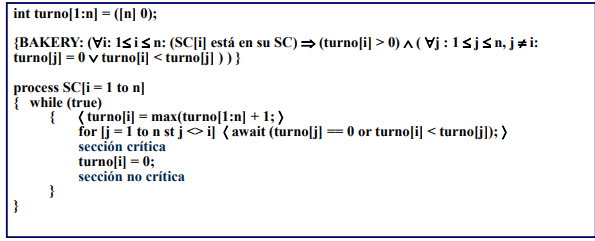 int turno[1:n] = ([n] 0);
{BAKERY: (∀i: 1≤ i ≤ n: (SC[i] está en su SC) ⇒ (turno[i] > 0) ∧ ( ∀j : 1 ≤ j ≤ n, j ≠ i:
turno[j] = 0 ∨ turno[i] < turno[j] ) ) }
process SC[i = 1 to n]
{ while (true)
{ 〈 turno[i] = max(turno[1:n] + 1; 〉
for [j = 1 to n st j <> i] 〈 await (turno[j] == 0 or turno[i] < turno[j]); 〉
sección crítica
turno[i] = 0;
sección no crítica
}
}